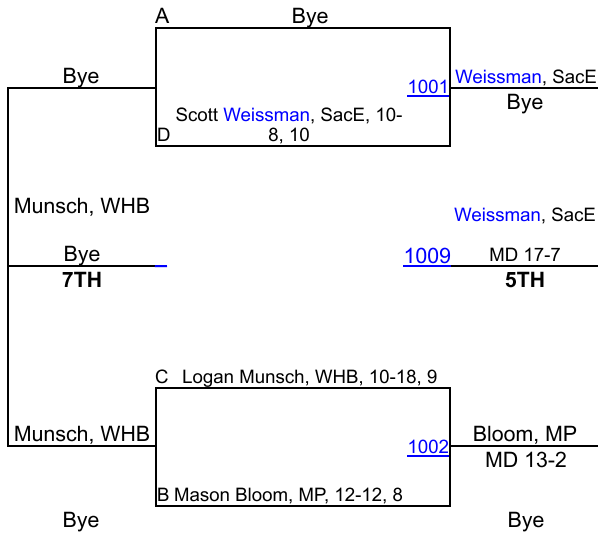 A
Bye
Bye
1001
Weissman, SacE
Bye
Scott Weissman, SacE, 10-
8, 10
D
Munsch, WHB
Weissman, SacE
Bye
7TH
1009
MD 17-7
5TH
C
Logan Munsch, WHB, 10-18, 9
Munsch, WHB
1002
Bloom, MP
MD 13-2
B Mason Bloom, MP, 12-12, 8
Bye
Bye